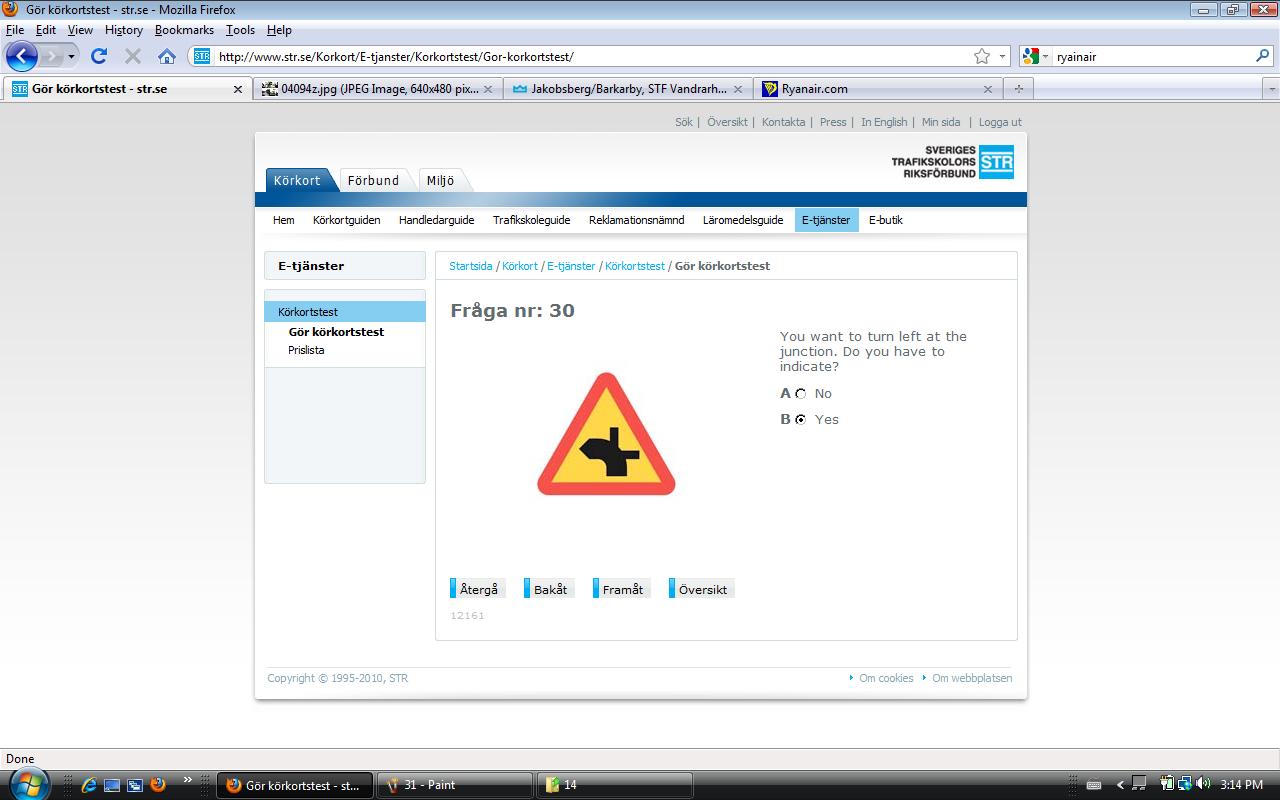 Gör körkortstest - str.se - Mozilla Firefox
File Edit View History Bookmarks Tools Help
STR http://www.str.se/Korkort/E-tjanster/Korkortstest/Gor-korkortstest/ ryainair
STR Gör körkortstest - str.se 04094z.jpg (JPEG Image, 640x480 pix... Jakobsberg/Barkarby, STF Vandrarh... Ryanair.com
Sök | Översikt | Kontakta | Press | In English | Min sida | Logga ut
SVERIGES
TRAFIKSKOLORS
RIKSFÖRBUND
STR
Körkort Förbund Miljö
Hem Körkortguiden Handledarguide Trafikskoleguide Reklamationsnämnd Läromedelsguide E-tjänster E-butik
E-tjänster
Körkortstest
Gör körkortstest
Prislista
Startsida / Körkort / E-tjänster / Körkortstest / Gör körkortstest
Fråga nr: 30
You want to turn left at the
junction. Do you have to
indicate?
A No
B Yes
Återgå Bakåt Framåt Översikt
12161
Copyright © 1995-2010, STR
Om cookies Om webbplatsen
Done
Gör körkortstest - st... 31 - Paint 14 3:14 PM